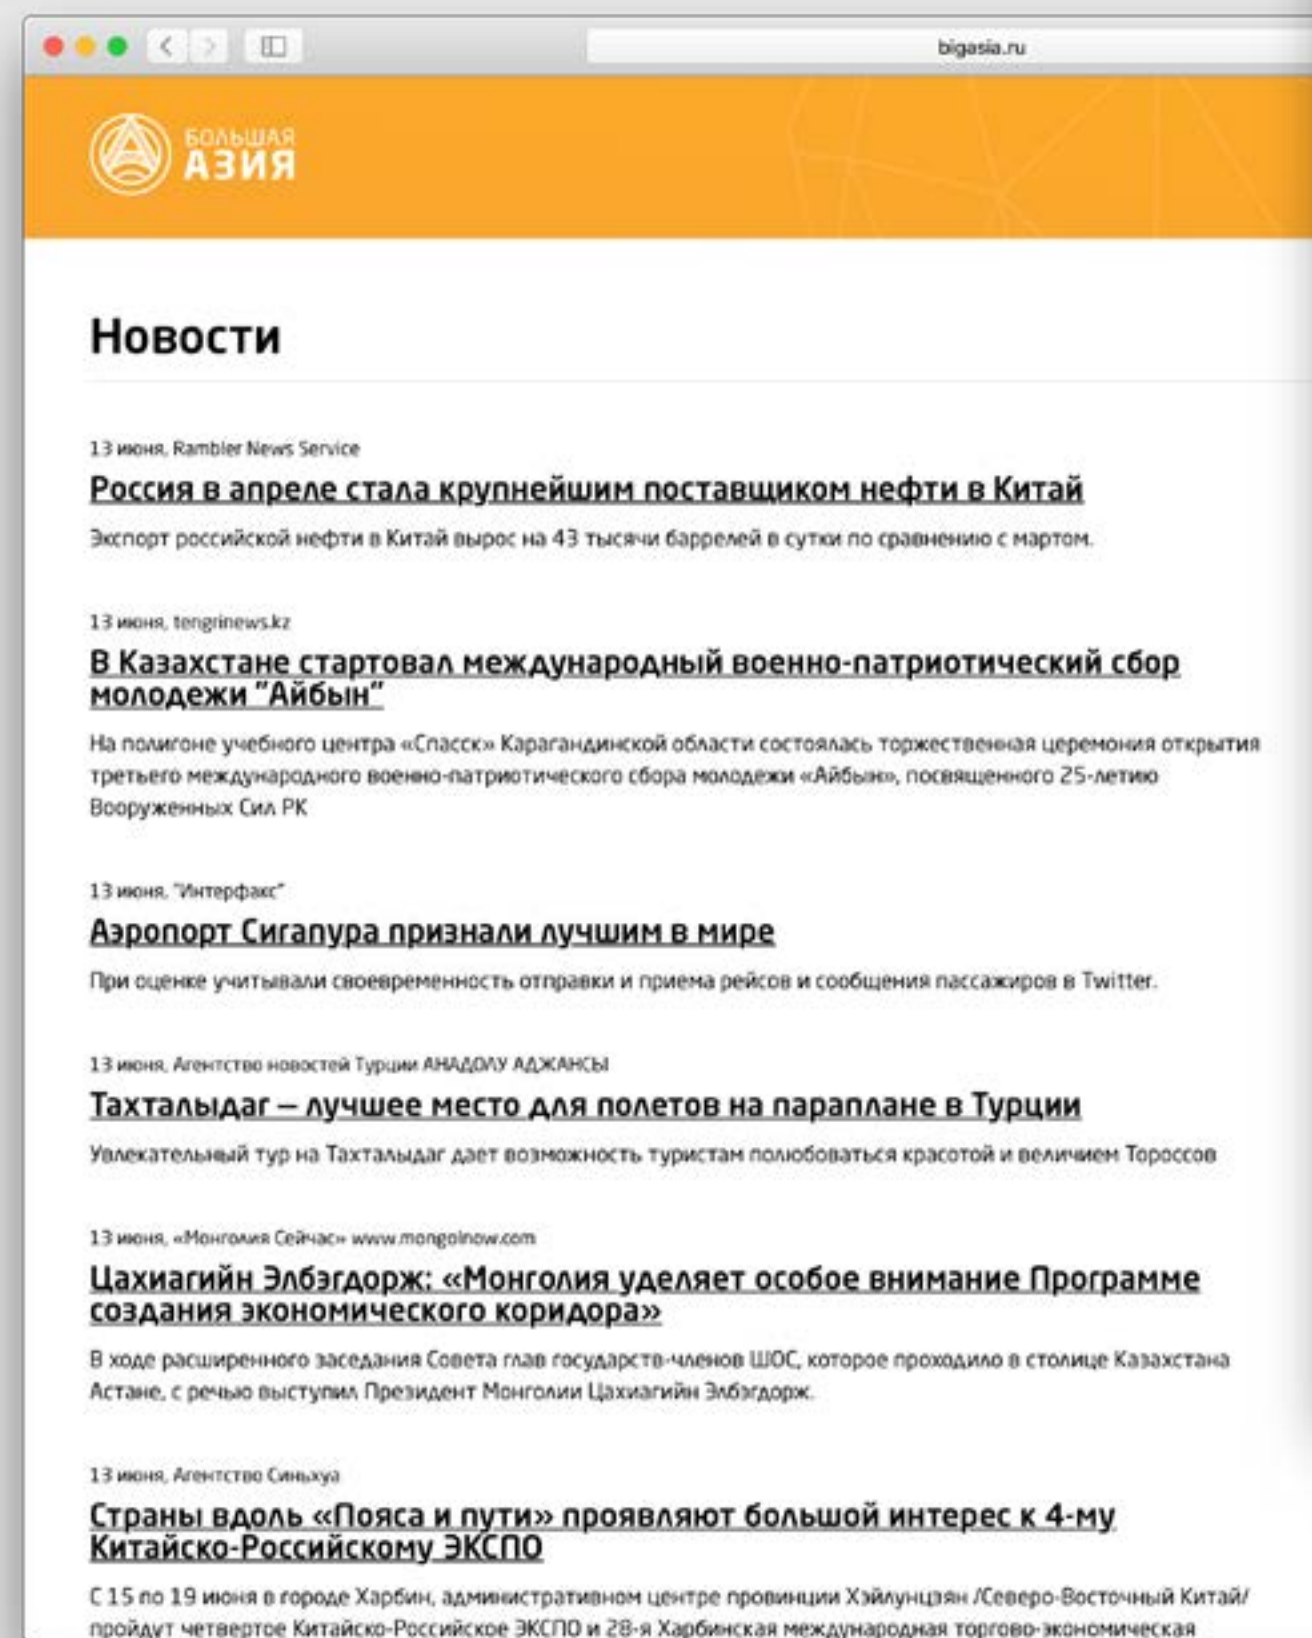 bigasia.ru
БОЛЬШАЯ
АЗИЯ
Новости
13 июня, Rambler News Service
Россия в апреле стала крупнейшим поставщиком нефти в Китай
Экспорт российской нефти в Китай вырос на 43 тысячи баррелей в сутки по сравнению с мартом.
13 июня, tengrinews.kz
В Казахстане стартовал международный военно-патриотический сбор
молодежи "Айбын"
На полигоне учебного центра «Спасск» Карагандинской области состоялась торжественная церемония открытия
третьего международного военно-патриотического сбора молодежи «Айбын», посвященного 25-летию
Вооруженных Сил РК
13 июня, "Интерфакс"
Аэропорт Сигапура признали лучшим в мире
При оценке учитывали своевременность отправки и приема рейсов и сообщения пассажиров в Twitter.
13 июня, Агентство новостей Турции АНАДОЛУ АДЖАНСЫ
Тахталыдаг – лучшее место для полетов на параплане в Турции
Увлекательный тур на Тахталыдаг дает возможность туристам полюбоваться красотой и величием Тороссов
13 июня, «Монголия Сейчас» www.mongolnow.com
Цахиагийн Элбэгдорж: «Монголия уделяет особое внимание Программе
создания экономического коридора»
В ходе расширенного заседания Совета глав государств-членов ШОС, которое проходило в столице Казахстана
Астане, с речью выступил Президент Монголии Цахиагийн Элбэгдорж.
13 июня, Агентство Синьхуа
Страны вдоль «Пояса и пути» проявляют большой интерес к 4-му
Китайско-Российскому ЭКСПО
С 15 по 19 июня в городе Харбин, административном центре провинции Хэйлунцзян /Северо-Восточный Китай/
пройдут четвертое Китайско-Российское ЭКСПО и 28-я Харбинская международная торгово-экономическая